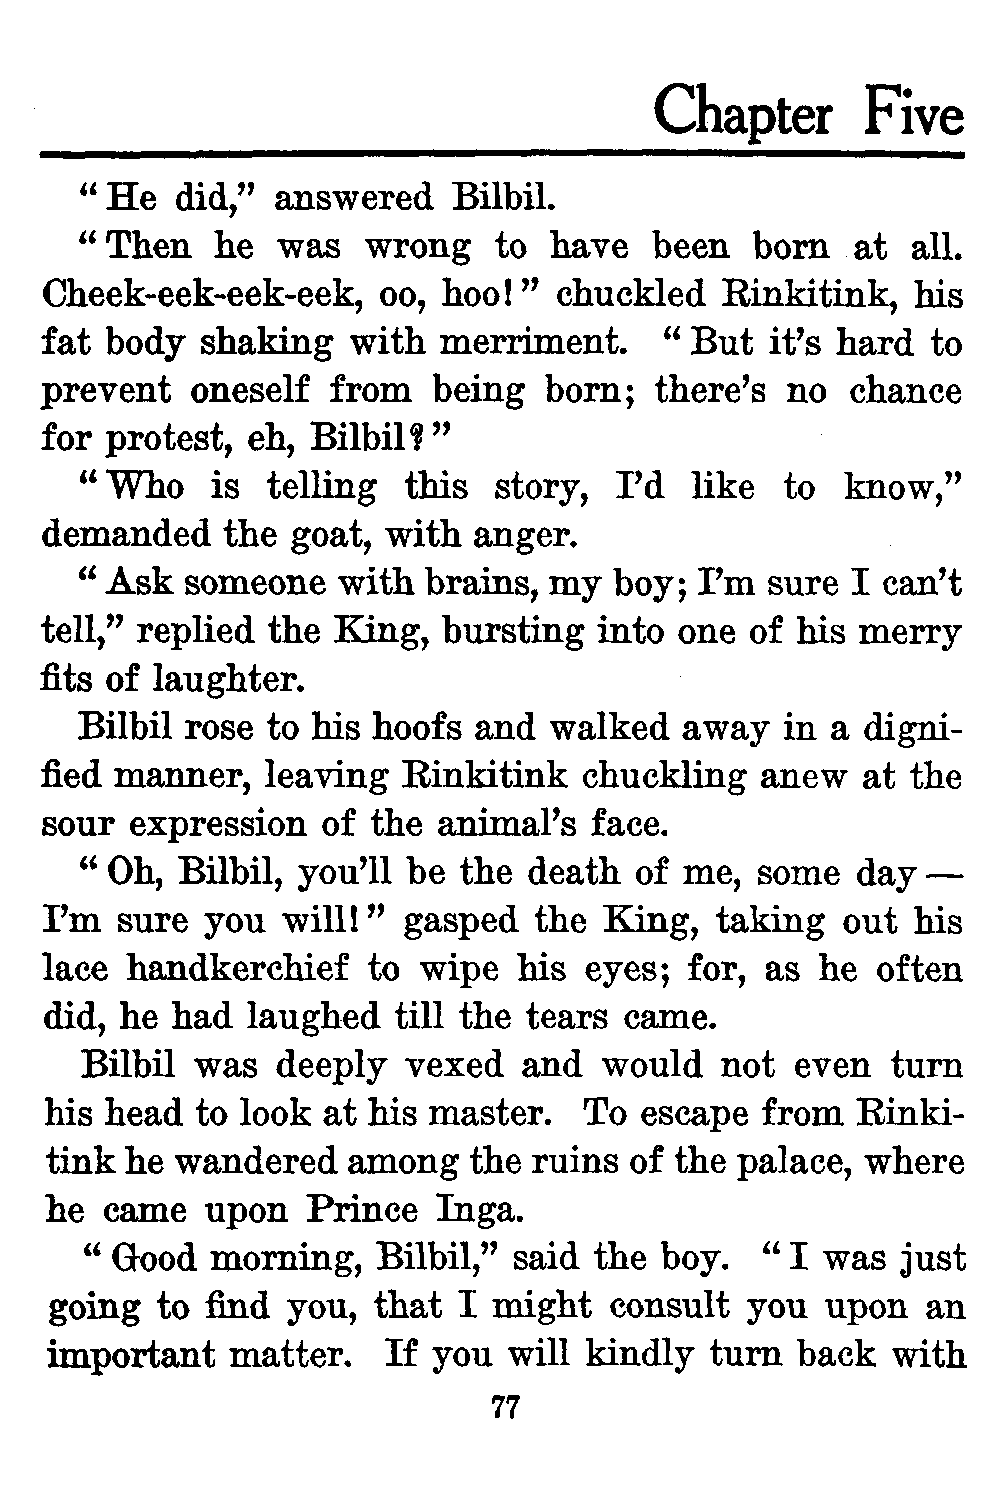 Chapter Five
“He did,” answered Bilbil.
“Then he was wrong to have been born at all.
Cheek-eek-eek-eek, oo, hoo!” chuckled Rinkitink, his
fat body shaking with merriment. “But it’s hard to
prevent oneself from being born; there’s no chance
for protest, eh, Bilbil?”
“Who is telling this story, I’d like to know,”
demanded the goat, with anger.
“Ask someone with brains, my boy; I’m sure I can’t
tell,” replied the King, bursting into one of his merry
fits of laughter.
Bilbil rose to his hoofs and walked away in a digni-
fied manner, leaving Rinkitink chuckling anew at the
sour expression of the animal’s face.
“Oh, Bilbil, you’ll be the death of me, some day —
I’m sure you will!” gasped the King, taking out his
lace handkerchief to wipe his eyes; for, as he often
did, he had laughed till the tears came.
Bilbil was deeply vexed and would not even turn
his head to look at his master. To escape from Rinki-
tink he wandered among the ruins of the palace, where
he came upon Prince Inga.
“Good morning, Bilbil,” said the boy. “I was just
going to find you, that I might consult you upon an
important matter. If you will kindly turn back with
77